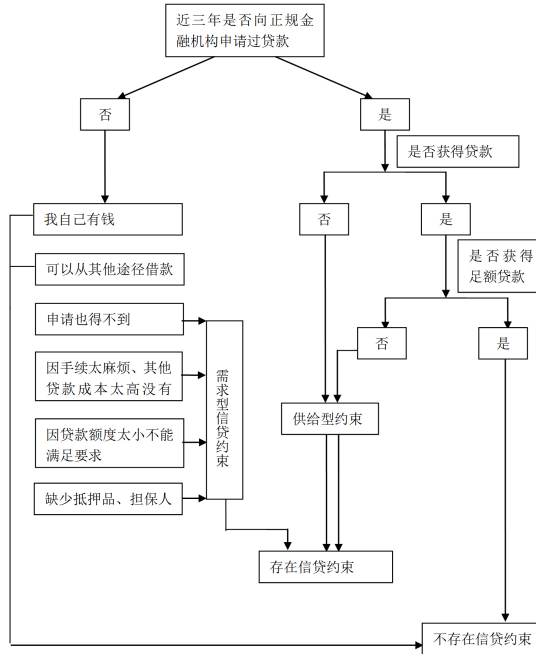 近三年是否向正规金
融机构申请过贷款
否
是
是否获得贷款
我自己有钱
否
是
可以从其他途径借款
是否获得
足额贷款
申请也得不到
否
是
因手续太麻烦、其他
贷款成本太高没有
需求型信贷约束
供给型约束
因贷款额度太小不能
满足要求
缺少抵押品、担保人
存在信贷约束
不存在信贷约束